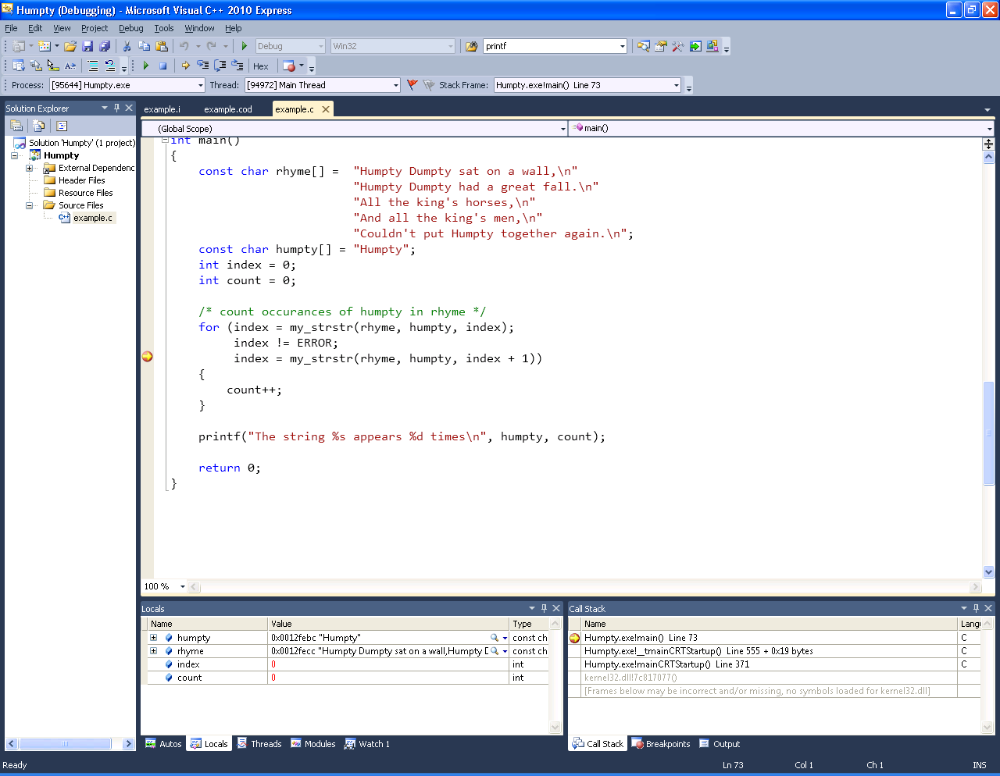 Humpty (Debugging) - Microsoft Visual C++ 2010 Express
File Edit View Project Debug Tools Window Help
Debug Win32 printf
Hex
Process: [95644] Humpty.exe Thread: [94972] Main Thread Stack Frame: Humpty.exe!main() Line 73
Solution Explorer
Solution 'Humpty' (1 project)
Humpty
External Dependenc
Header Files
Resource Files
Source Files
example.c
example.i example.cod example.c
(Global Scope) main()
int main()
{
    const char rhyme[] =  "Humpty Dumpty sat on a wall,\n"
                          "Humpty Dumpty had a great fall.\n"
                          "All the king's horses,\n"
                          "And all the king's men,\n"
                          "Couldn't put Humpty together again.\n";
    const char humpty[] = "Humpty";
    int index = 0;
    int count = 0;
    /* count occurances of humpty in rhyme */
    for (index = my_strstr(rhyme, humpty, index);
         index != ERROR;
         index = my_strstr(rhyme, humpty, index + 1))
    {
        count++;
    }
    printf("The string %s appears %d times\n", humpty, count);
    return 0;
}
100 %
Locals
Name Value Type
humpty 0x0012febc "Humpty" const ch
rhyme 0x0012fecc "Humpty Dumpty sat on a wall,Humpty D const ch
index 0 int
count 0 int
Autos Locals Threads Modules Watch 1
Call Stack
Name Langu
Humpty.exe!main() Line 73 C
Humpty.exe!__tmainCRTStartup() Line 555 + 0x19 bytes C
Humpty.exe!mainCRTStartup() Line 371 C
kernel32.dll!7c817077()
[Frames below may be incorrect and/or missing, no symbols loaded for kernel32.dll]
Call Stack Breakpoints Output
Ready Ln 73 Col 1 Ch 1 INS